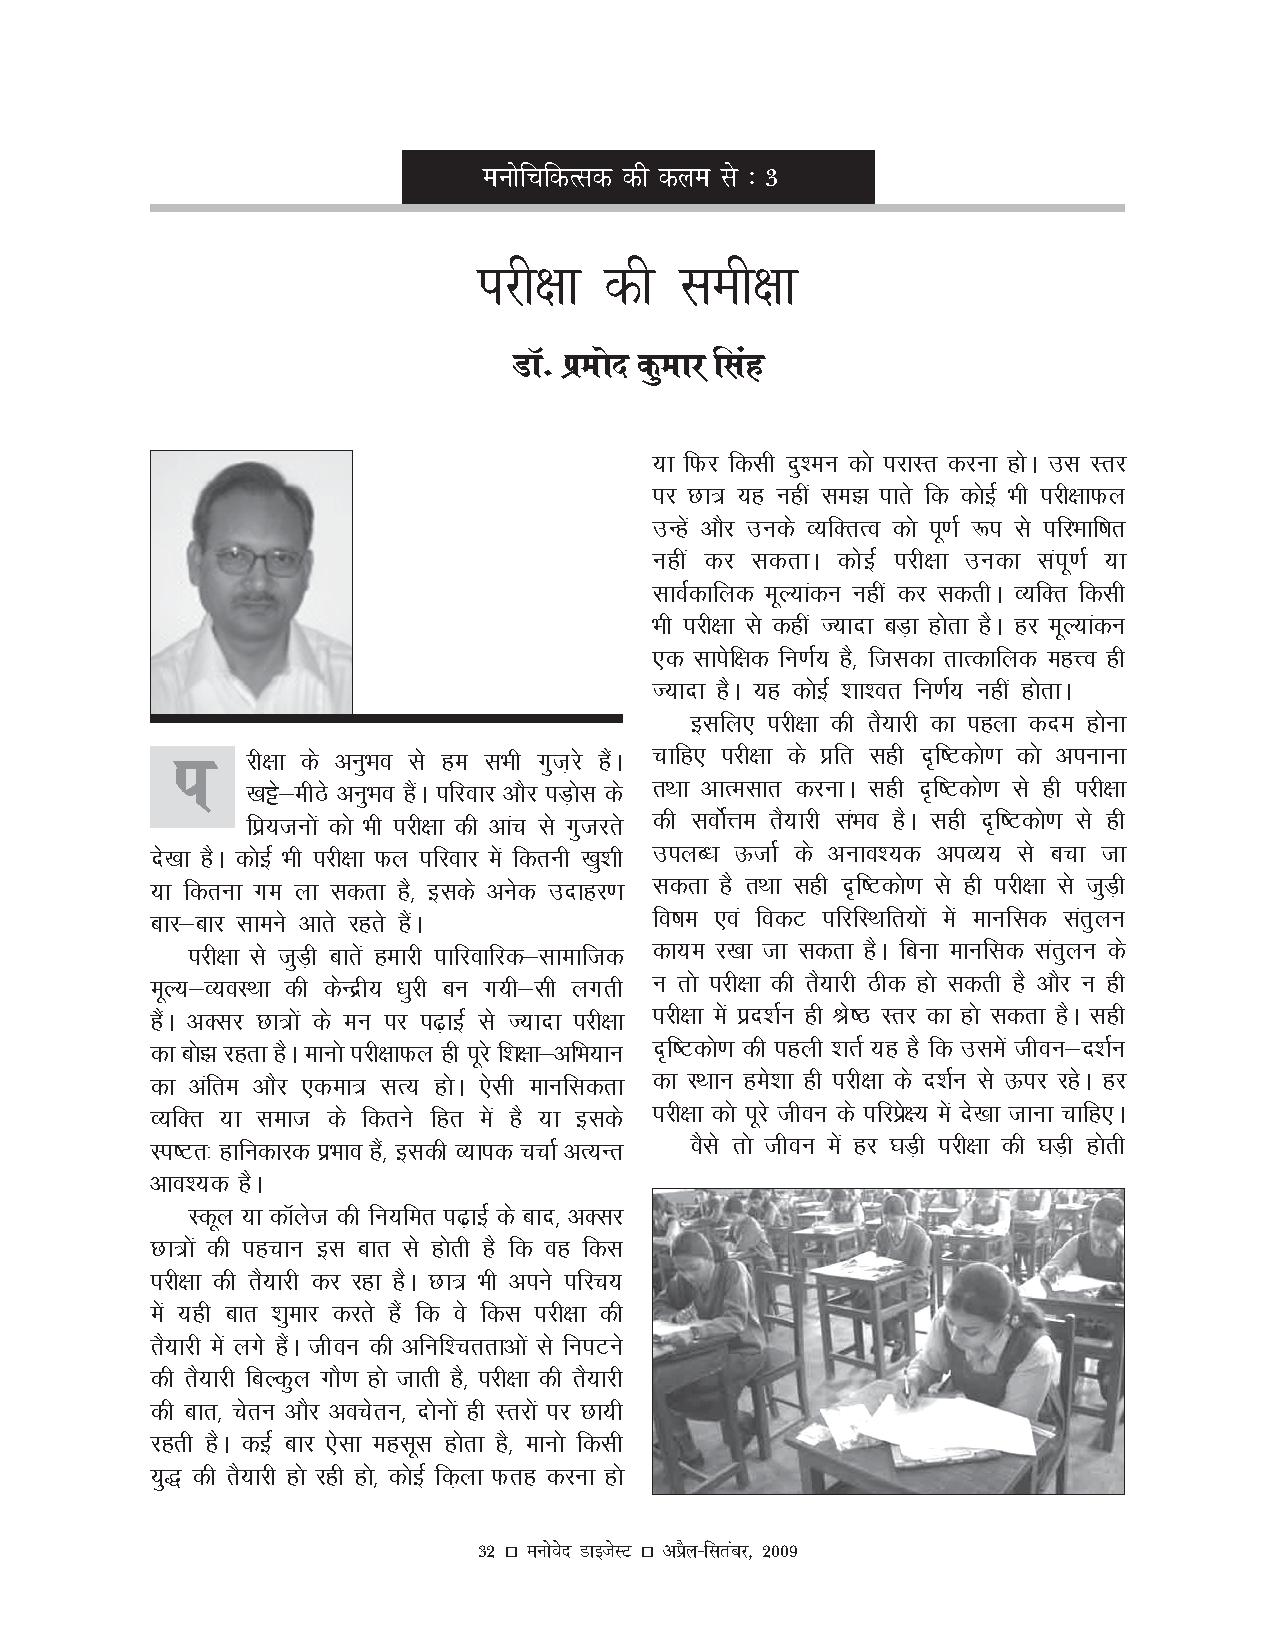 मनोचिकित्सक की कलम से : 3
परीक्षा की समीक्षा
डॉ. प्रमोद कुमार सिंह
परीक्षा के अनुभव से हम सभी गुज़रे हैं।
खट्टे–मीठे अनुभव हैं। परिवार और पड़ोस के
प्रियजनों को भी परीक्षा की आंच से गुजरते
देखा है। कोई भी परीक्षा फल परिवार में कितनी खुशी
या कितना गम ला सकता है, इसके अनेक उदाहरण
बार–बार सामने आते रहते हैं।
परीक्षा से जुड़ी बातें हमारी पारिवारिक–सामाजिक
मूल्य–व्यवस्था की केन्द्रीय धुरी बन गयी–सी लगती
हैं। अक्सर छात्रों के मन पर पढ़ाई से ज्यादा परीक्षा
का बोझ रहता है। मानो परीक्षाफल ही पूरे शिक्षा–अभियान
का अंतिम और एकमात्र सत्य हो। ऐसी मानसिकता
व्यक्ति या समाज के कितने हित में है या इसके
स्पष्टतः हानिकारक प्रभाव हैं, इसकी व्यापक चर्चा अत्यन्त
आवश्यक है।
स्कूल या कॉलेज की नियमित पढ़ाई के बाद, अक्सर
छात्रों की पहचान इस बात से होती है कि वह किस
परीक्षा की तैयारी कर रहा है। छात्र भी अपने परिचय
में यही बात शुमार करते हैं कि वे किस परीक्षा की
तैयारी में लगे हैं। जीवन की अनिश्चितताओं से निपटने
की तैयारी बिल्कुल गौण हो जाती है, परीक्षा की तैयारी
की बात, चेतन और अवचेतन, दोनों ही स्तरों पर छायी
रहती है। कई बार ऐसा महसूस होता है, मानो किसी
युद्ध की तैयारी हो रही हो, कोई क़िला फतह करना हो
या फिर किसी दुश्मन को परास्त करना हो। उस स्तर
पर छात्र यह नहीं समझ पाते कि कोई भी परीक्षाफल
उन्हें और उनके व्यक्तित्व को पूर्ण रूप से परिभाषित
नहीं कर सकता। कोई परीक्षा उनका संपूर्ण या
सार्वकालिक मूल्यांकन नहीं कर सकती। व्यक्ति किसी
भी परीक्षा से कहीं ज्यादा बड़ा होता है। हर मूल्यांकन
एक सापेक्षिक निर्णय है, जिसका तात्कालिक महत्त्व ही
ज्यादा है। यह कोई शाश्वत निर्णय नहीं होता।
इसलिए परीक्षा की तैयारी का पहला कदम होना
चाहिए परीक्षा के प्रति सही दृष्टिकोण को अपनाना
तथा आत्मसात करना। सही दृष्टिकोण से ही परीक्षा
की सर्वोत्तम तैयारी संभव है। सही दृष्टिकोण से ही
उपलब्ध ऊर्जा के अनावश्यक अपव्यय से बचा जा
सकता है तथा सही दृष्टिकोण से ही परीक्षा से जुड़ी
विषम एवं विकट परिस्थितियों में मानसिक संतुलन
कायम रखा जा सकता है। बिना मानसिक संतुलन के
न तो परीक्षा की तैयारी ठीक हो सकती है और न ही
परीक्षा में प्रदर्शन ही श्रेष्ठ स्तर का हो सकता है। सही
दृष्टिकोण की पहली शर्त यह है कि उसमें जीवन–दर्शन
का स्थान हमेशा ही परीक्षा के दर्शन से ऊपर रहे। हर
परीक्षा को पूरे जीवन के परिप्रेक्ष्य में देखा जाना चाहिए।
वैसे तो जीवन में हर घड़ी परीक्षा की घड़ी होती
32 □ मनोवेद डाइजेस्ट □ अप्रैल-सितंबर, 2009